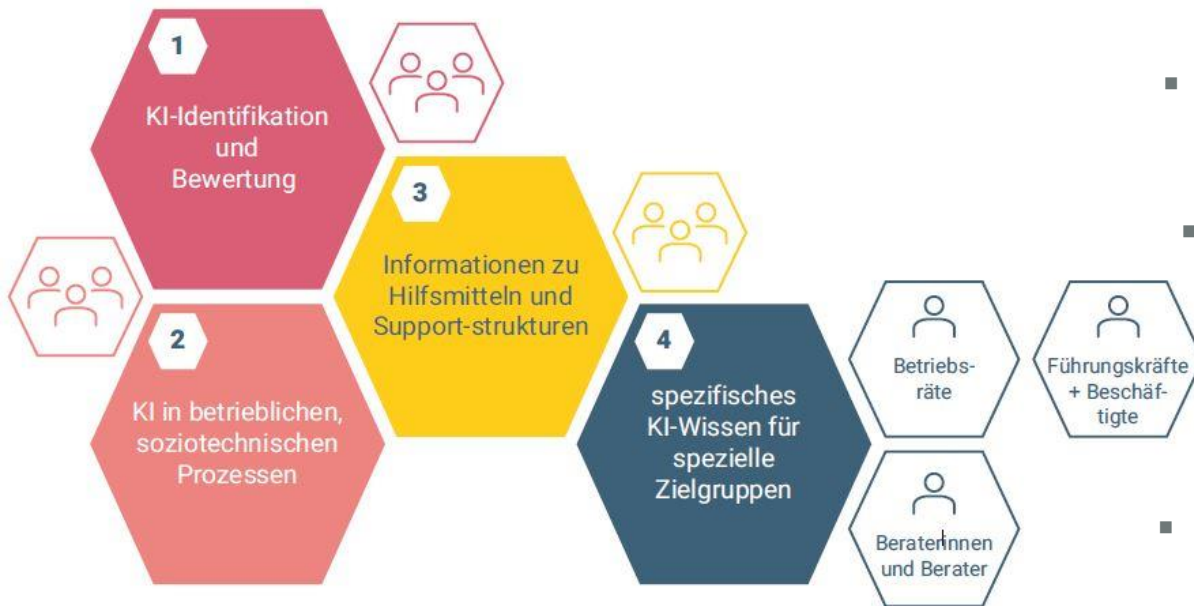 1
KI-Identifikation
und
Bewertung
2
KI in betrieblichen,
soziotechnischen
Prozessen
3
Informationen zu
Hilfsmitteln und
Support-strukturen
4
spezifisches
KI-Wissen für
spezielle
Zielgruppen
Betriebs-
räte
Führungskräfte
+ Beschäf-
tigte
Beraterinnen
und Berater